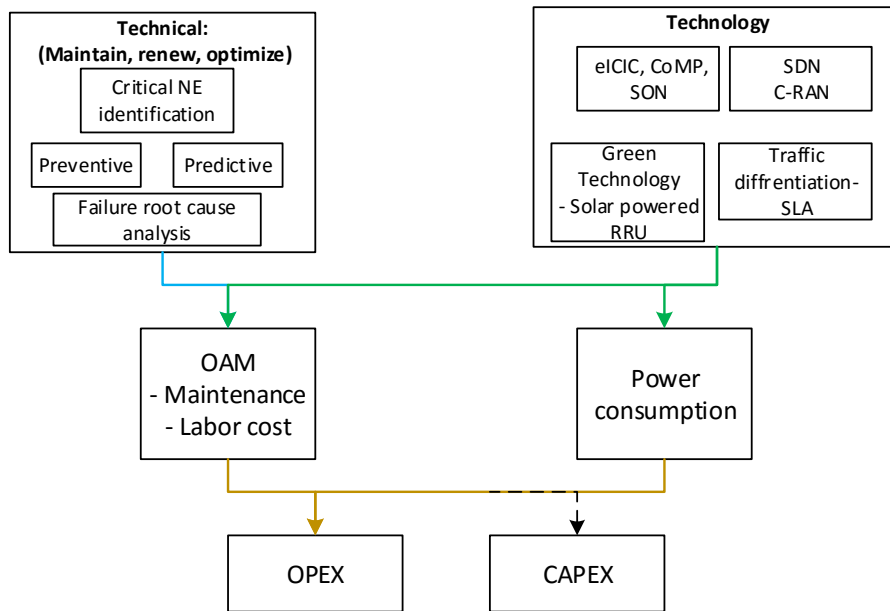 Technical:
(Maintain, renew, optimize)
Critical NE
identification
Preventive
Predictive
Failure root cause
analysis
Technology
eICIC, CoMP,
SON
SDN
C-RAN
Green
Technology
- Solar powered
RRU
Traffic
diffrentiation-
SLA
OAM
- Maintenance
- Labor cost
Power
consumption
OPEX
CAPEX